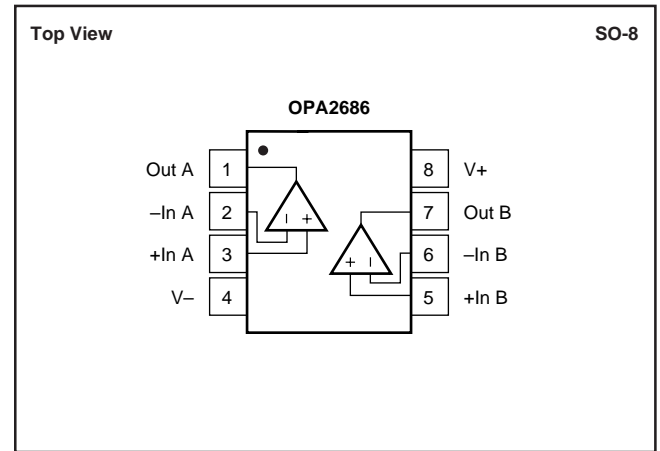 Top View SO-8
OPA2686
Out A 1 8 V+
–In A 2 7 Out B
+In A 3 6 –In B
V– 4 5 +In B
– + 
+ –